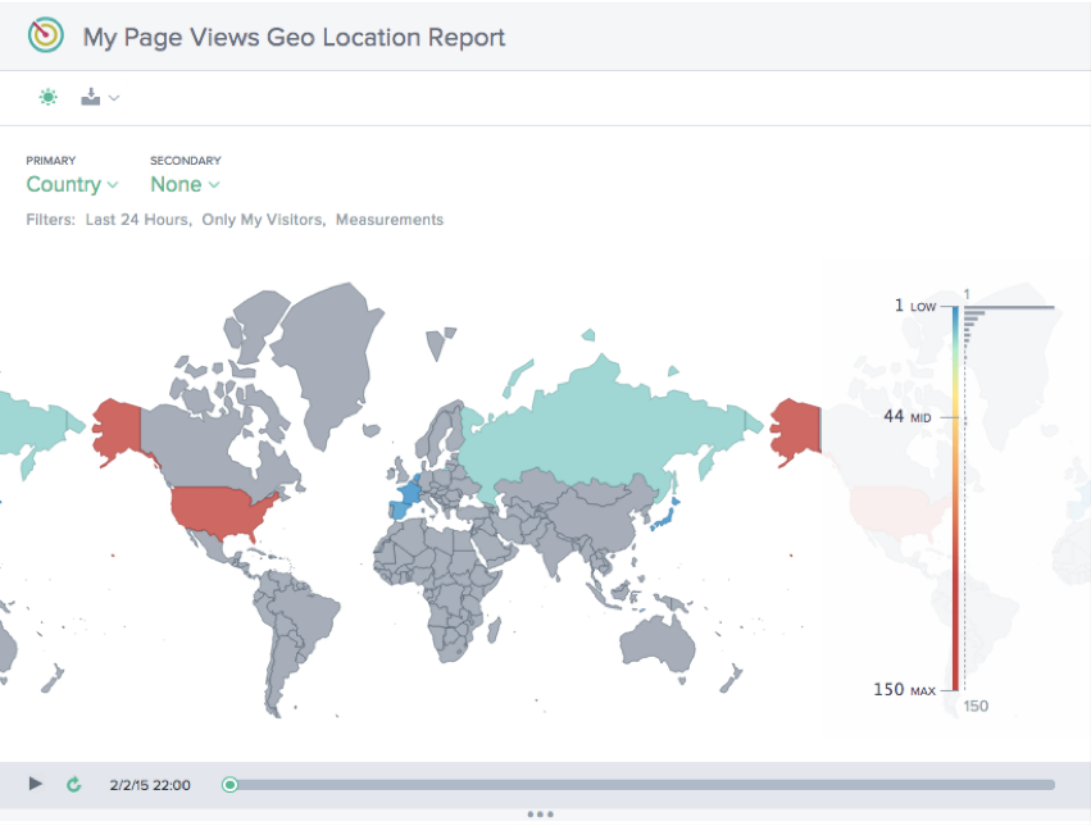 My Page Views Geo Location Report
PRIMARY SECONDARY
Country None
Filters: Last 24 Hours, Only My Visitors, Measurements
1
1 LOW
44 MID
150 MAX
150
2/2/15 22:00